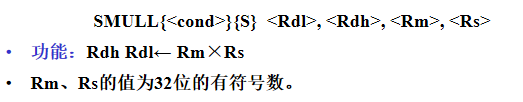 SMULL{<cond>}{S} <Rdl>, <Rdh>, <Rm>, <Rs>
• 功能：Rdh Rdl← Rm×Rs
• Rm、Rs的值为32位的有符号数。